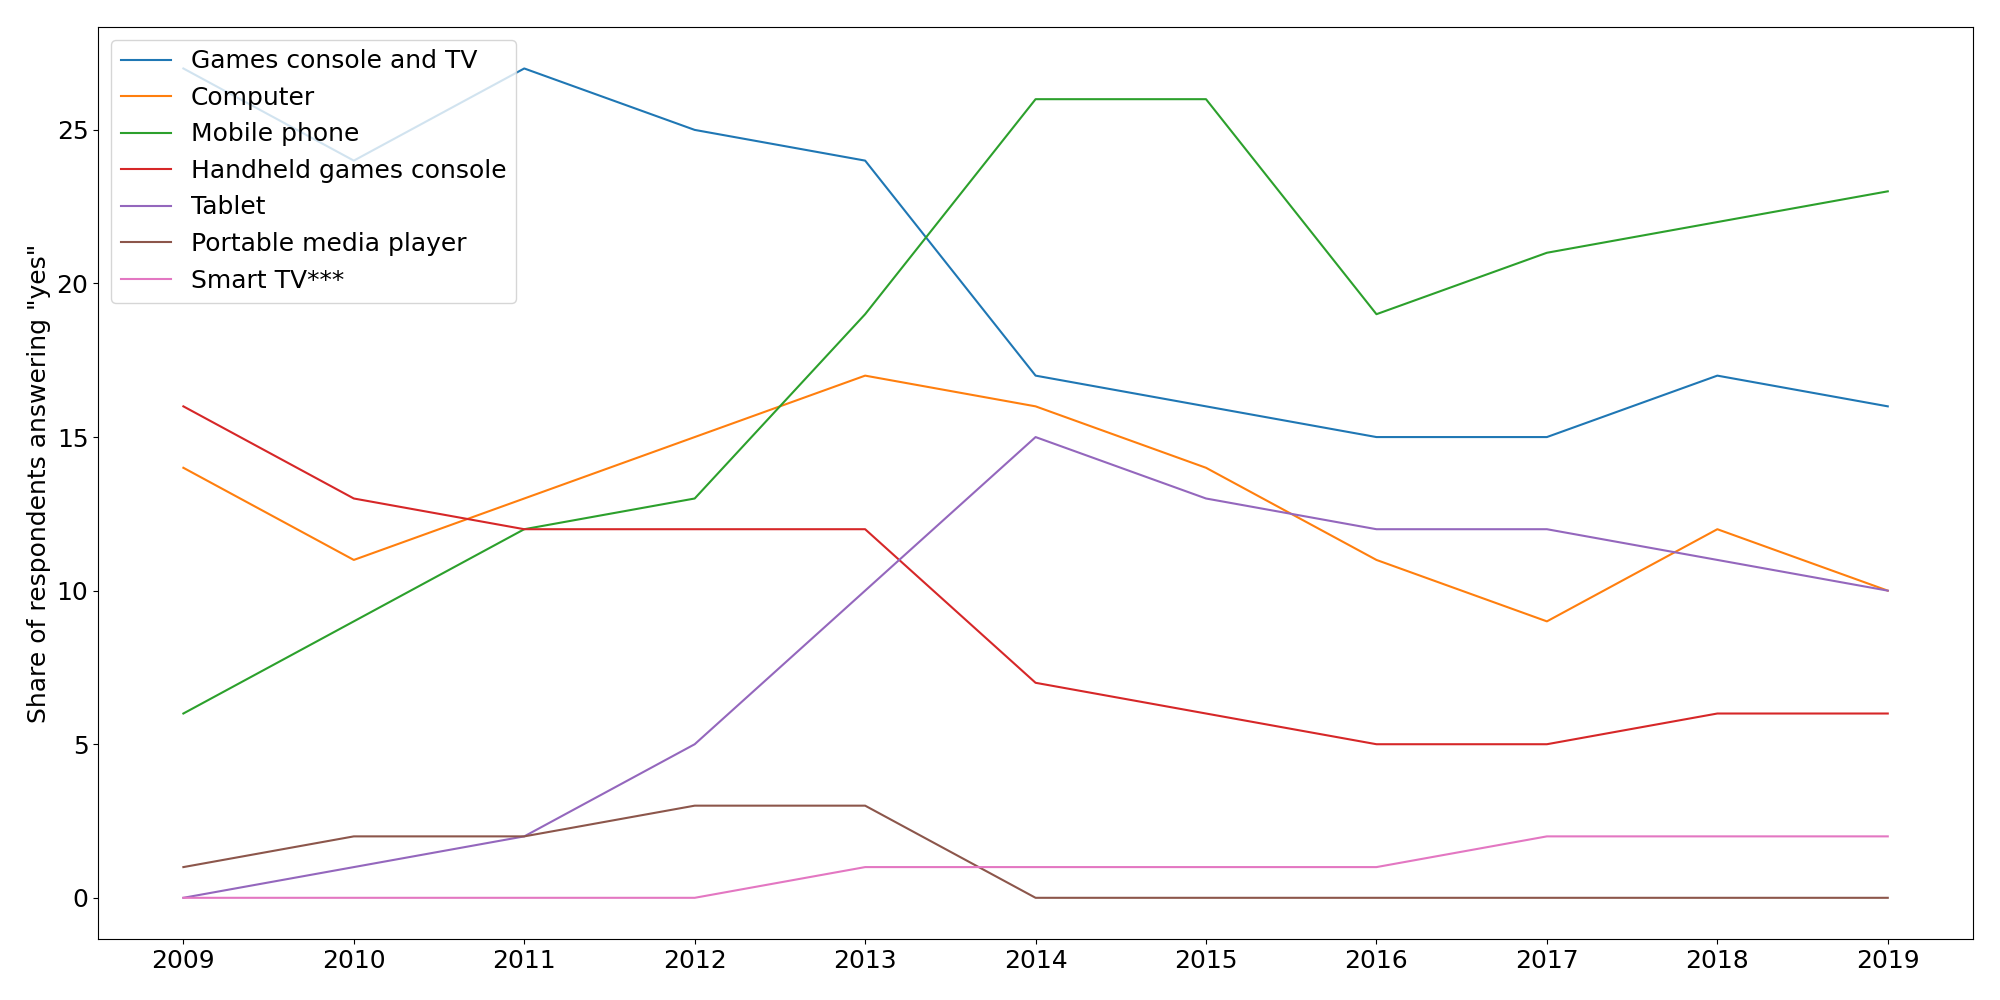 Games console and TV
Computer
Mobile phone
Handheld games console
Tablet
Portable media player
Smart TV***
Share of respondents answering "yes"
25
20
15
10
5
0
2009 2010 2011 2012 2013 2014 2015 2016 2017 2018 2019